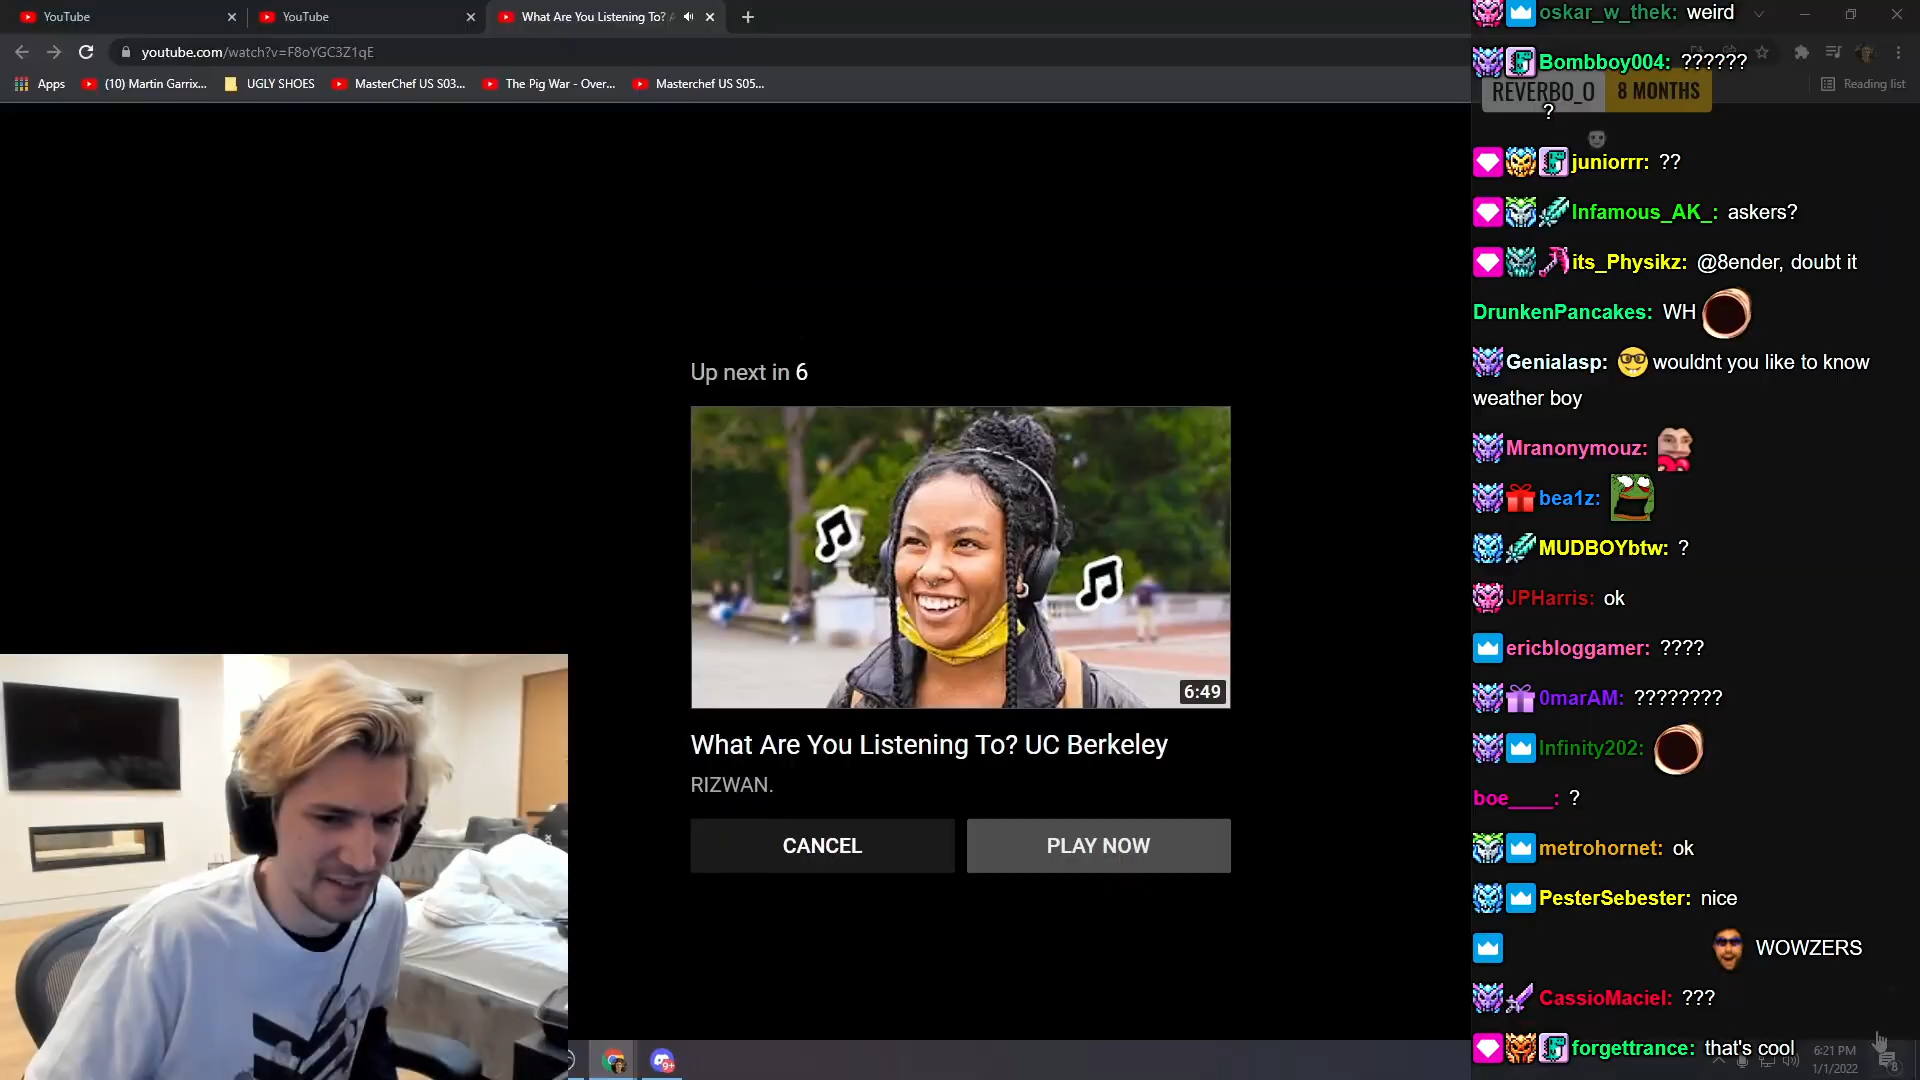 YouTube
YouTube
What Are You Listening To?
youtube.com/watch?v=F8oYGC3Z1qE
Apps
(10) Martin Garrix...
UGLY SHOES
MasterChef US S03...
The Pig War - Over...
Masterchef US S05...
Reading list
Up next in 6
6:49
What Are You Listening To? UC Berkeley
RIZWAN.
CANCEL
PLAY NOW
oskar_w_thek: weird
Bombboy004: ??????
REVERBO_O 8 MONTHS
?
juniorrr: ??
Infamous_AK_: askers?
its_Physikz: @8ender, doubt it
DrunkenPancakes: WH
Genialasp: wouldnt you like to know
weather boy
Mranonymouz:
bea1z:
MUDBOYbtw: ?
JPHarris: ok
ericbloggamer: ????
0marAM: ????????
Infinity202:
boe____: ?
metrohornet: ok
PesterSebester: nice
WOWZERS
CassioMaciel: ???
forgettrance: that's cool
9+
6:21 PM
1/1/2022
8